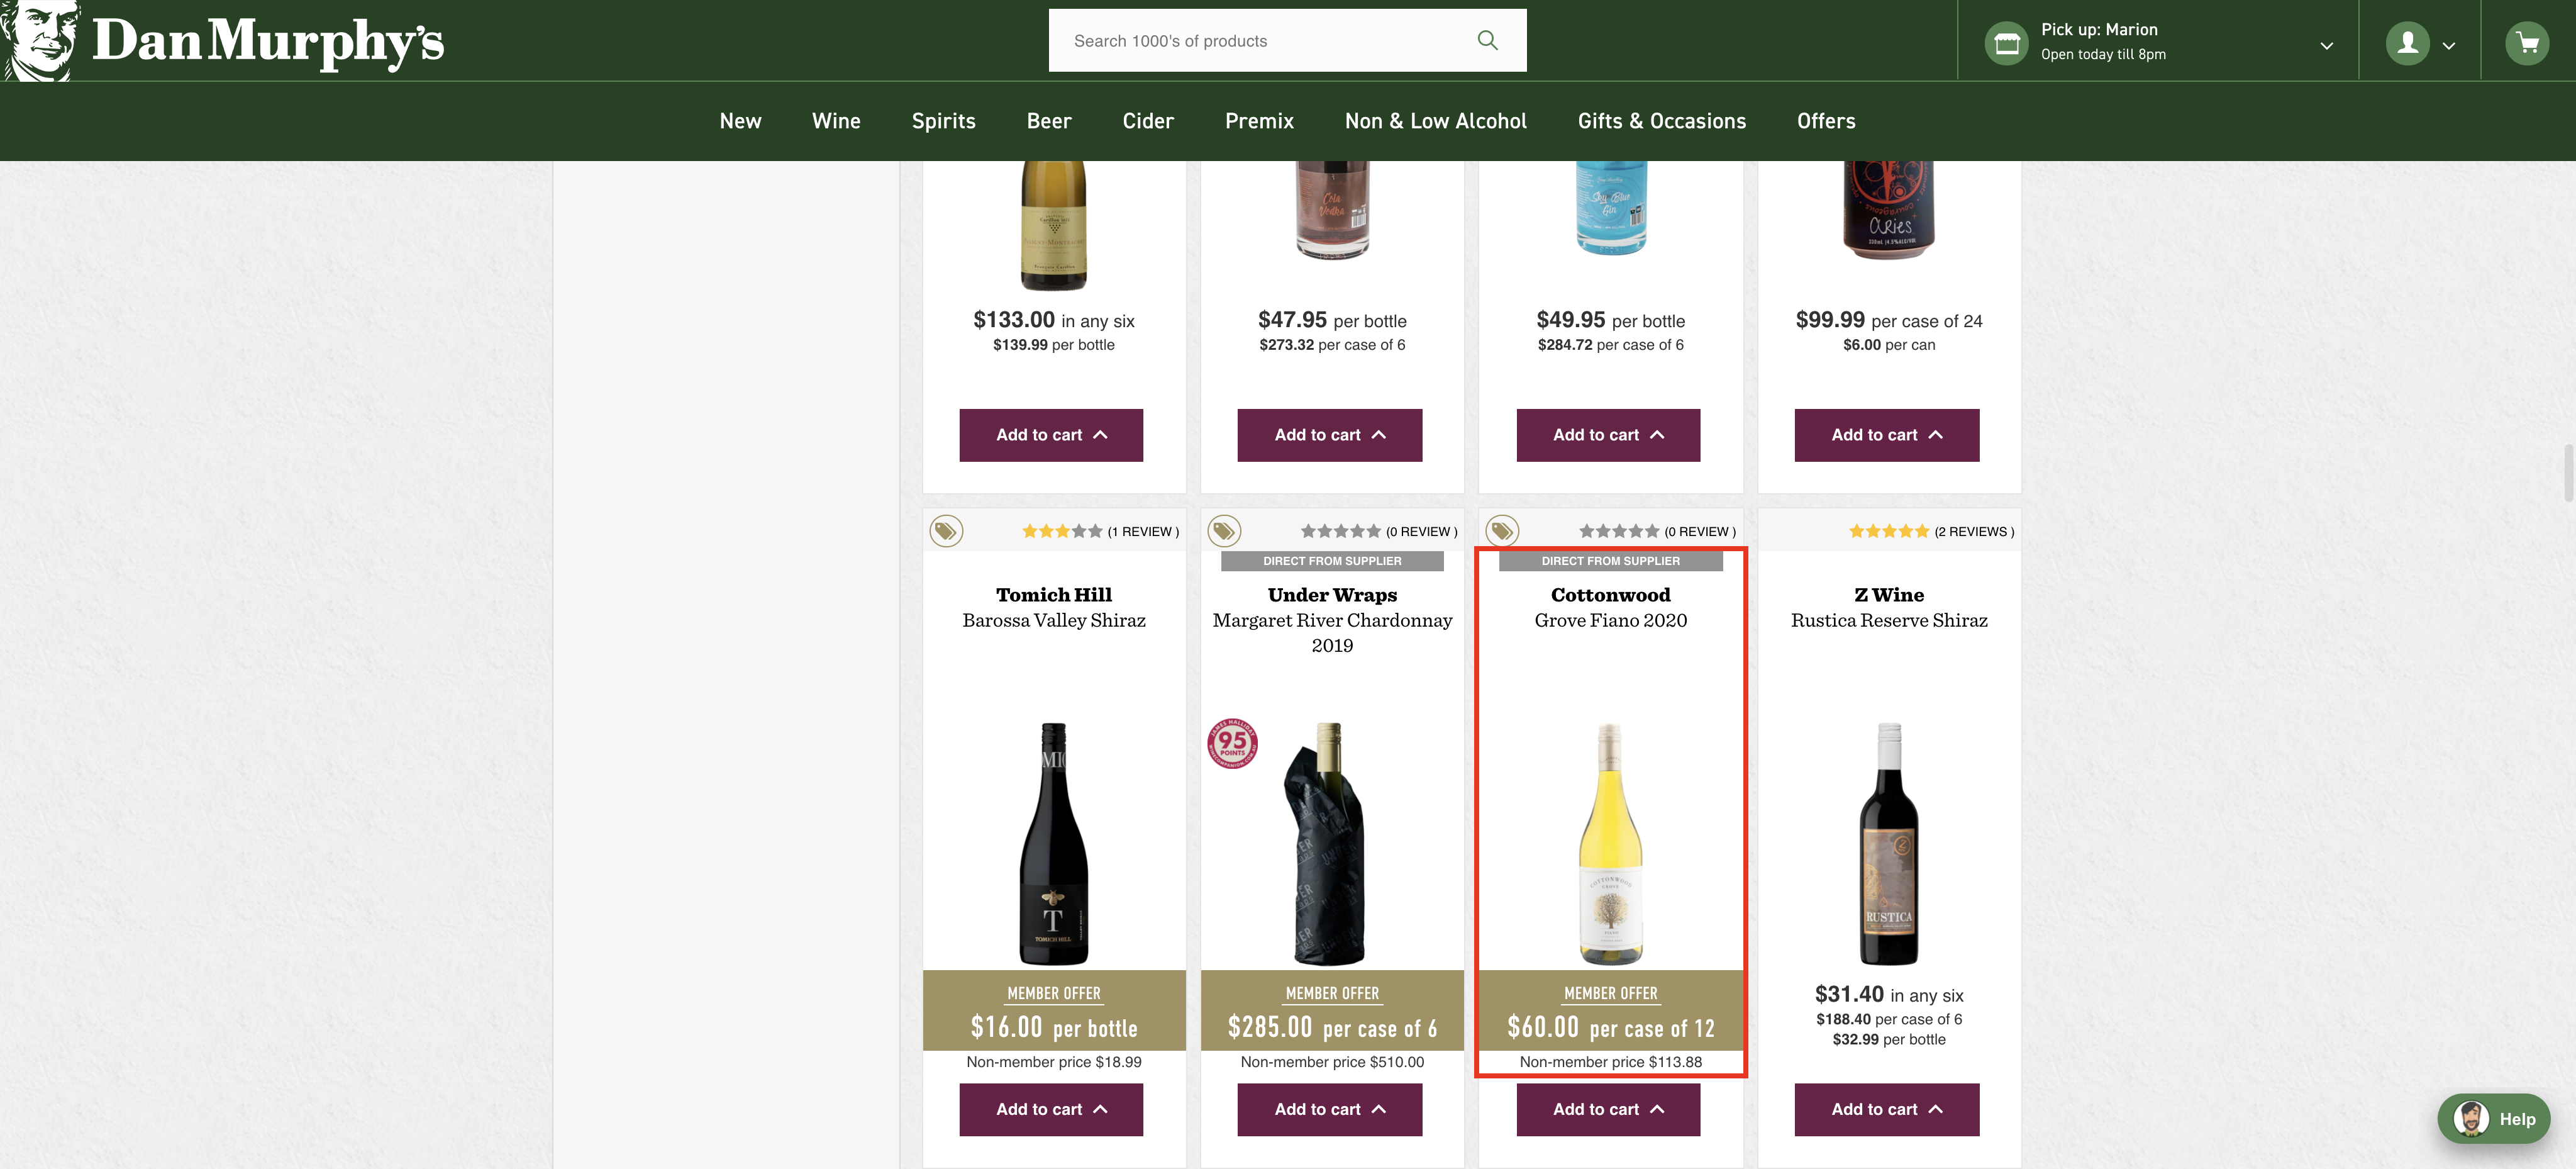 Dan Murphy's
Search 1000's of products
Pick up: Marion
Open today till 8pm
New Wine Spirits Beer Cider Premix Non & Low Alcohol Gifts & Occasions Offers
Cola
Vodka
Sky Blue
Gin
Aries
$133.00 in any six
$139.99 per bottle
Add to cart
$47.95 per bottle
$273.32 per case of 6
Add to cart
$49.95 per bottle
$284.72 per case of 6
Add to cart
$99.99 per case of 24
$6.00 per can
Add to cart
(1 REVIEW )
Tomich Hill
Barossa Valley Shiraz
T
TOMICH HILL
MEMBER OFFER
$16.00 per bottle
Non-member price $18.99
Add to cart
(0 REVIEW )
DIRECT FROM SUPPLIER
Under Wraps
Margaret River Chardonnay
2019
95
POINTS
MEMBER OFFER
$285.00 per case of 6
Non-member price $510.00
Add to cart
(0 REVIEW )
DIRECT FROM SUPPLIER
Cottonwood
Grove Fiano 2020
COTTONWOOD
MEMBER OFFER
$60.00 per case of 12
Non-member price $113.88
Add to cart
(2 REVIEWS )
Z Wine
Rustica Reserve Shiraz
RUSTICA
$31.40 in any six
$188.40 per case of 6
$32.99 per bottle
Add to cart
Help